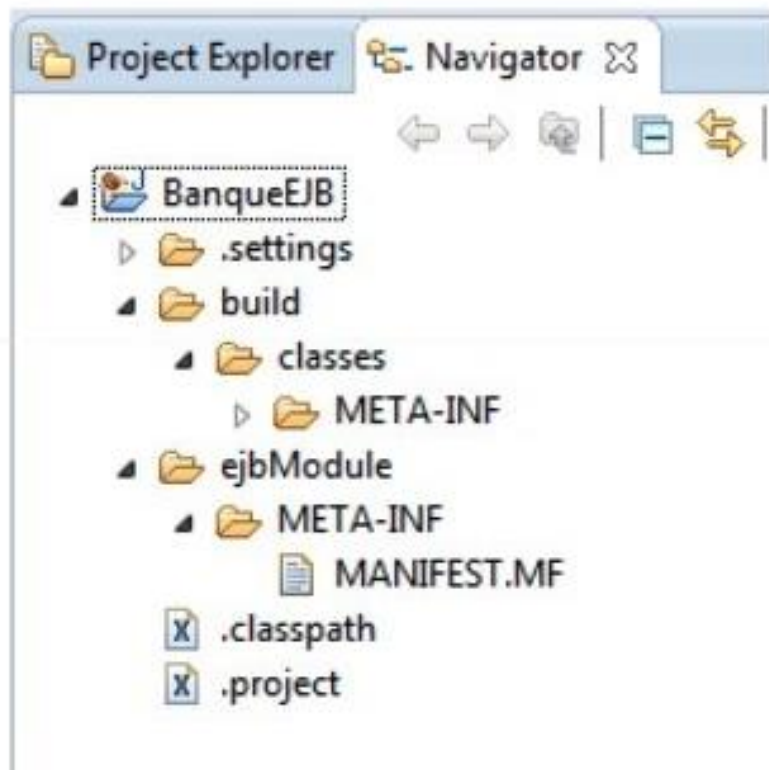 Project Explorer Navigator
BanqueEJB
.settings
build
classes
META-INF
ejbModule
META-INF
MANIFEST.MF
.classpath
.project